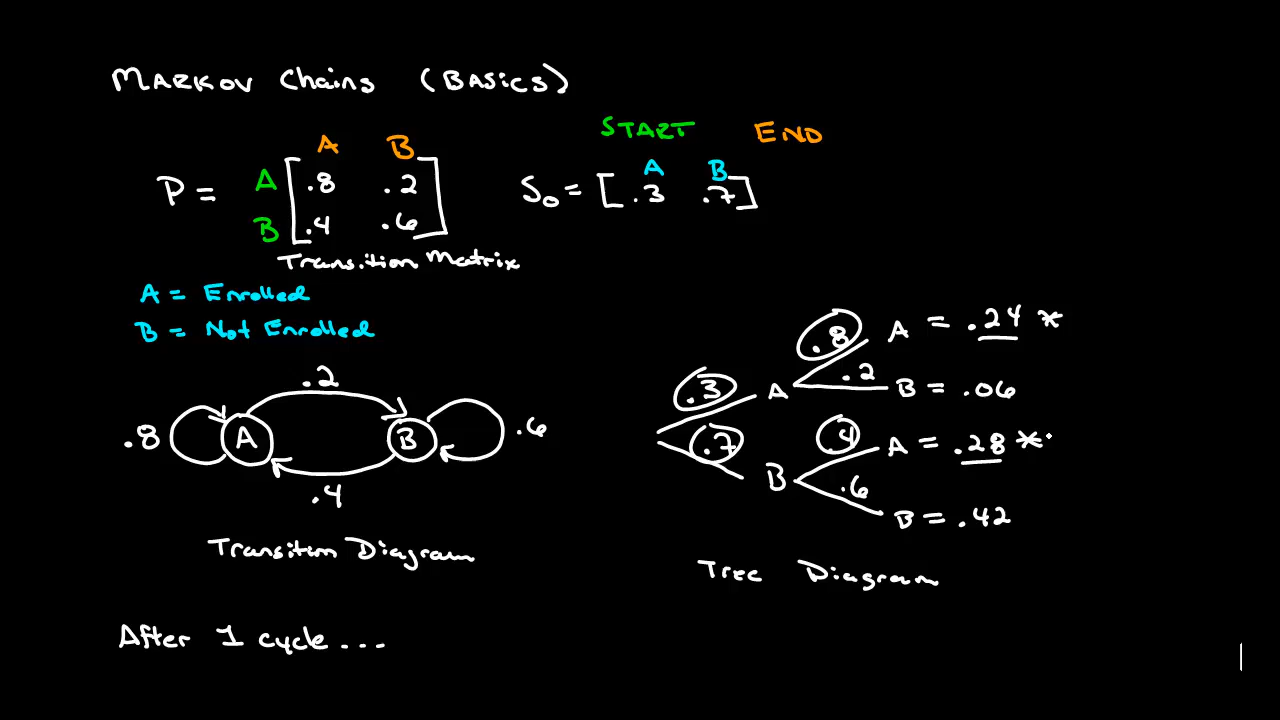 MARKOV Chains (BASICS)
START END
A B
P = A [.8 .2
B .4 .6]
A B
S₀ = [.3 .7]
Transition Matrix
A = Enrolled
B = Not Enrolled
.8 A .2 B .6
.4
Transition Diagram
.3 A .8 A = .24 *
.2 B = .06
.7 B .4 A = .28 *
.6 B = .42
Tree Diagram
After 1 cycle...